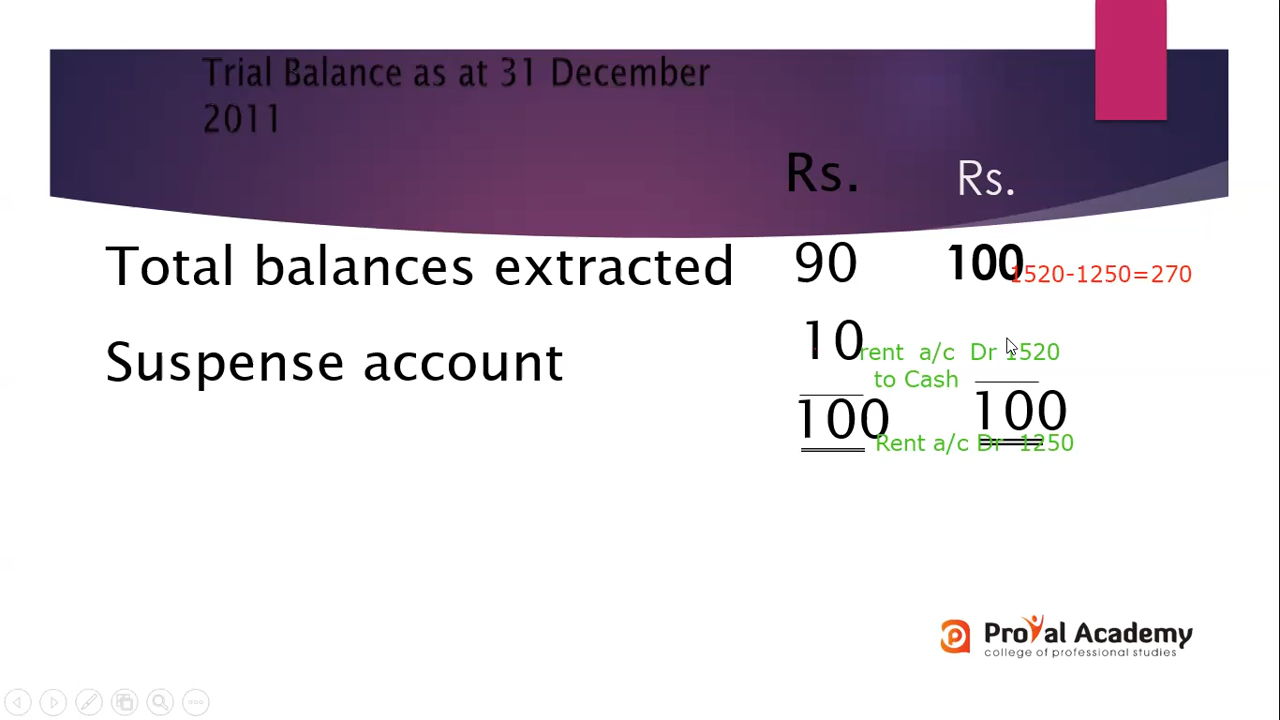 Trial Balance as at 31 December
2011
Rs. Rs.
Total balances extracted 90 100
1520-1250=270
Suspense account 10
rent a/c Dr 1520
to Cash
100 100
Rent a/c Dr 1250
ProVal Academy
college of professional studies